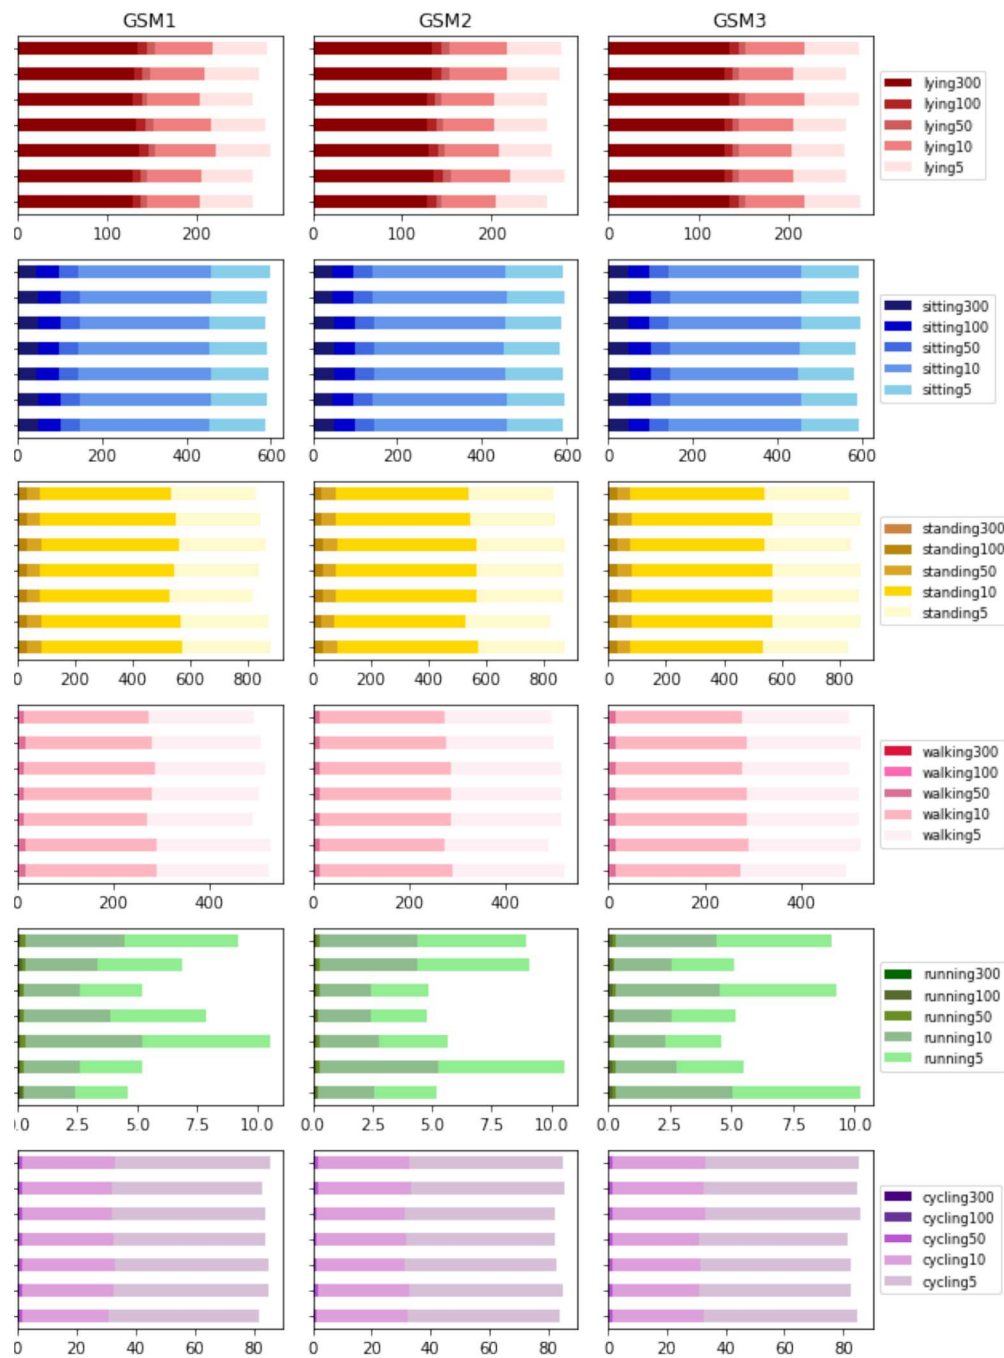 GSM1 GSM2 GSM3
lying300
lying100
lying50
lying10
lying5
0 100 200 0 100 200 0 100 200
sitting300
sitting100
sitting50
sitting10
sitting5
0 200 400 600 0 200 400 600 0 200 400 600
standing300
standing100
standing50
standing10
standing5
0 200 400 600 800 0 200 400 600 800 0 200 400 600 800
walking300
walking100
walking50
walking10
walking5
0 200 400 0 200 400 0 200 400
running300
running100
running50
running10
running5
0.0 2.5 5.0 7.5 10.0 0.0 2.5 5.0 7.5 10.0 0.0 2.5 5.0 7.5 10.0
cycling300
cycling100
cycling50
cycling10
cycling5
0 20 40 60 80 0 20 40 60 80 0 20 40 60 80